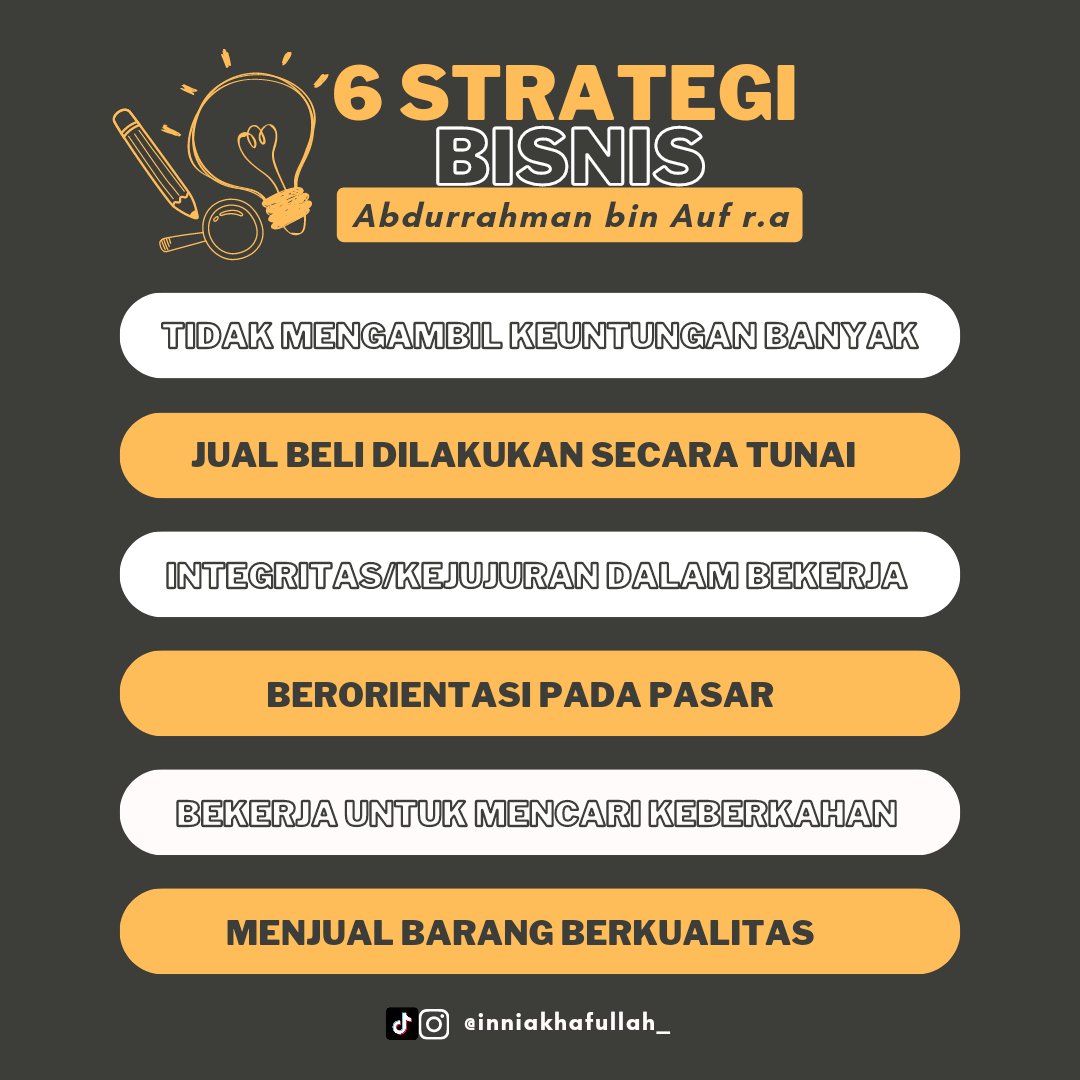 6 STRATEGI
BISNIS
Abdurrahman bin Auf r.a
TIDAK MENGAMBIL KEUNTUNGAN BANYAK
JUAL BELI DILAKUKAN SECARA TUNAI
INTEGRITAS/KEJUJURAN DALAM BEKERJA
BERORIENTASI PADA PASAR
BEKERJA UNTUK MENCARI KEBERKAHAN
MENJUAL BARANG BERKUALITAS
@inniakhafullah_